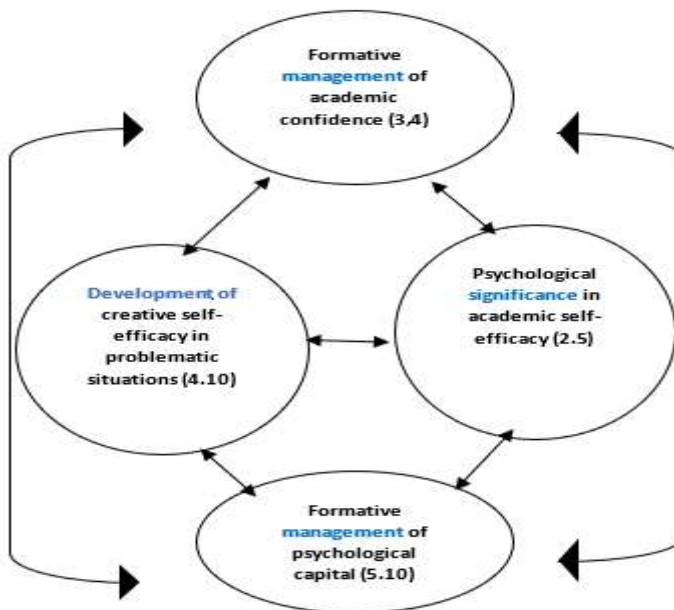 Formative
management of
academic
confidence (3,4)
Development of
creative self-
efficacy in
problematic
situations (4.10)
Psychological
significance in
academic self-
efficacy (2.5)
Formative
management of
psychological
capital (5.10)